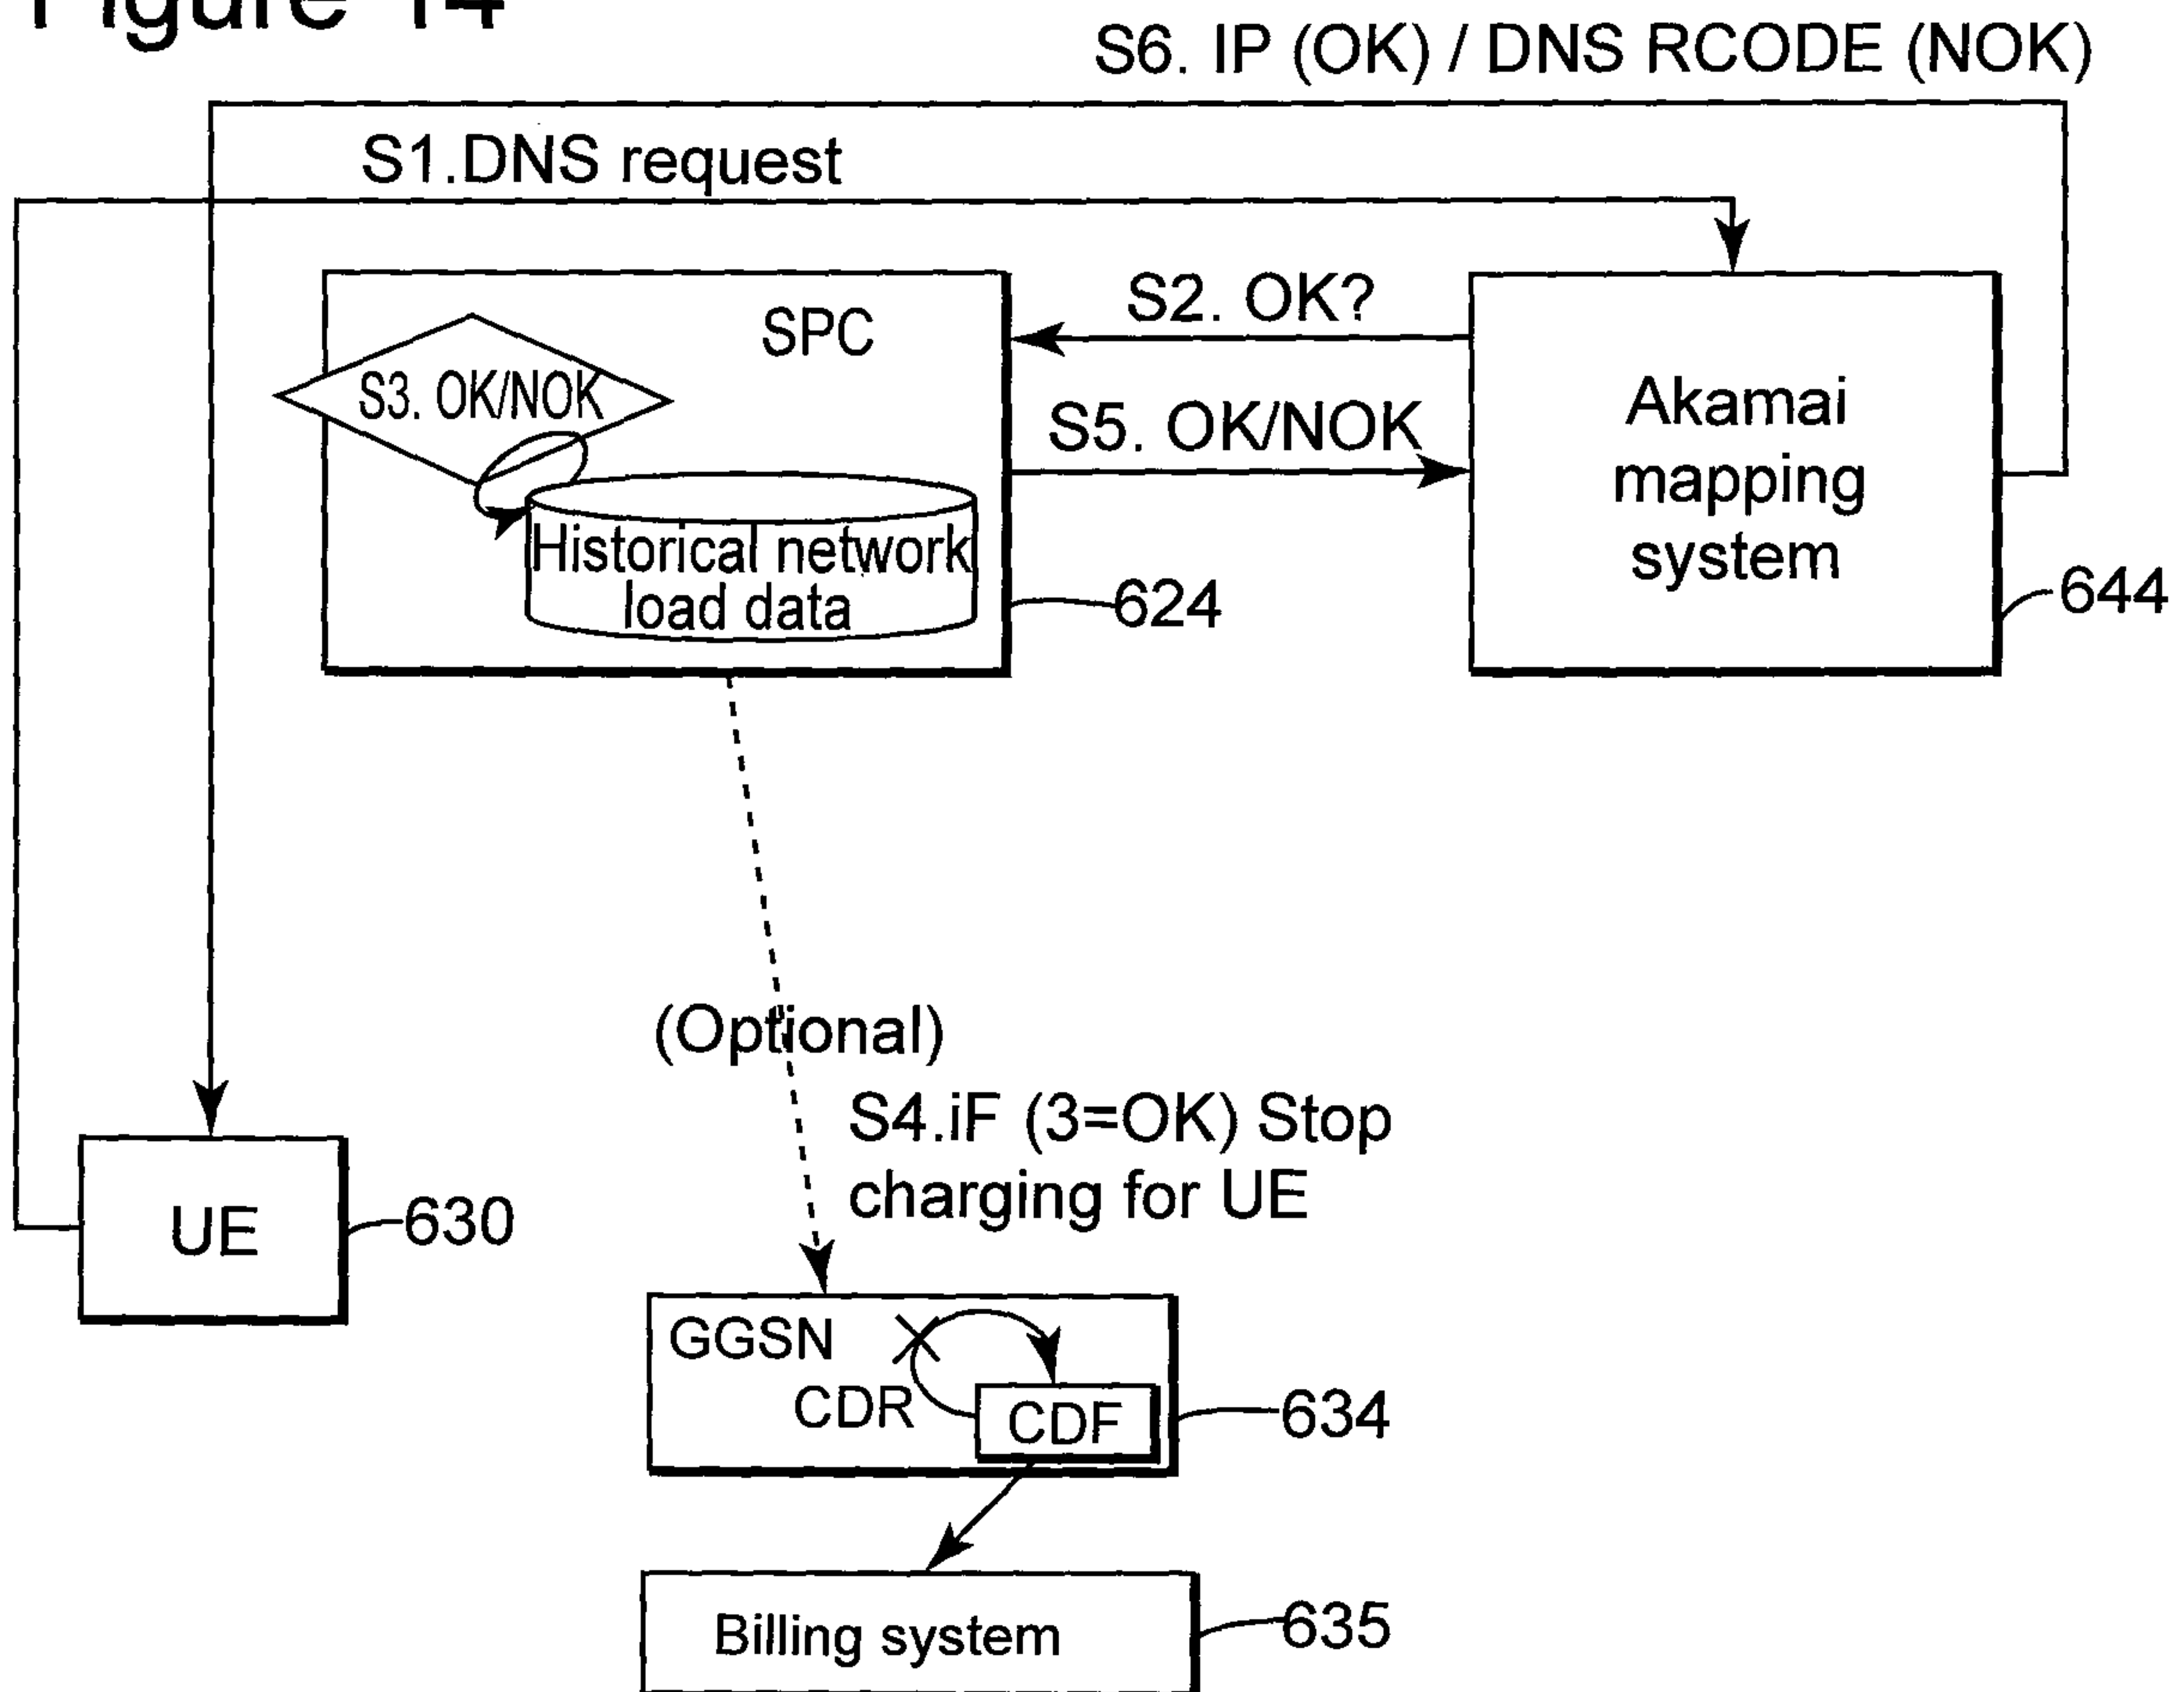 Figure 14
S6. IP (OK) / DNS RCODE (NOK)
S1.DNS request
SPC
S2. OK?
S3. OK/NOK
S5. OK/NOK
Akamai
mapping
system
Historical network
load data
624
644
(Optional)
S4.iF (3=OK) Stop
charging for UE
UE
630
GGSN
CDR
CDF
634
Billing system
635